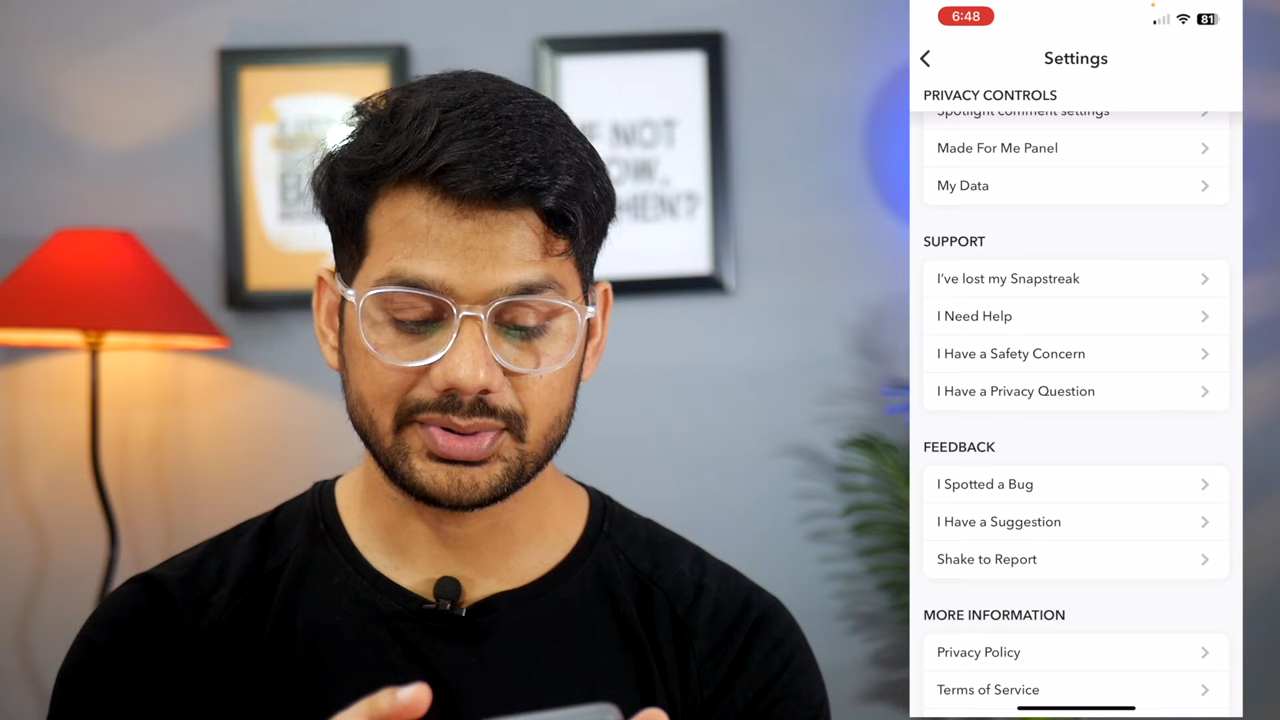 6:48
81
Settings
PRIVACY CONTROLS
Spotlight comment settings
Made For Me Panel
My Data
SUPPORT
I've lost my Snapstreak
I Need Help
I Have a Safety Concern
I Have a Privacy Question
FEEDBACK
I Spotted a Bug
I Have a Suggestion
Shake to Report
MORE INFORMATION
Privacy Policy
Terms of Service
NOT